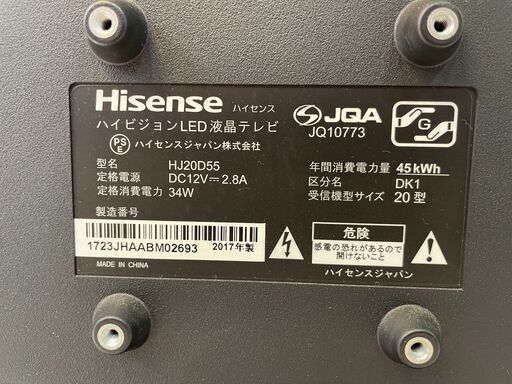 Hisense ハイセンス
ハイビジョンLED液晶テレビ
PSE ハイセンスジャパン株式会社
JQA
JQ10773
G
型名 HJ20D55
定格電源 DC12V⎓2.8A
定格消費電力 34W
製造番号
1723JHAABM02693 2017年製
MADE IN CHINA
年間消費電力量 45kWh
区分名 DK1
受信機型サイズ 20型
危険
感電の恐れがあるので
開けないこと
ハイセンスジャパン